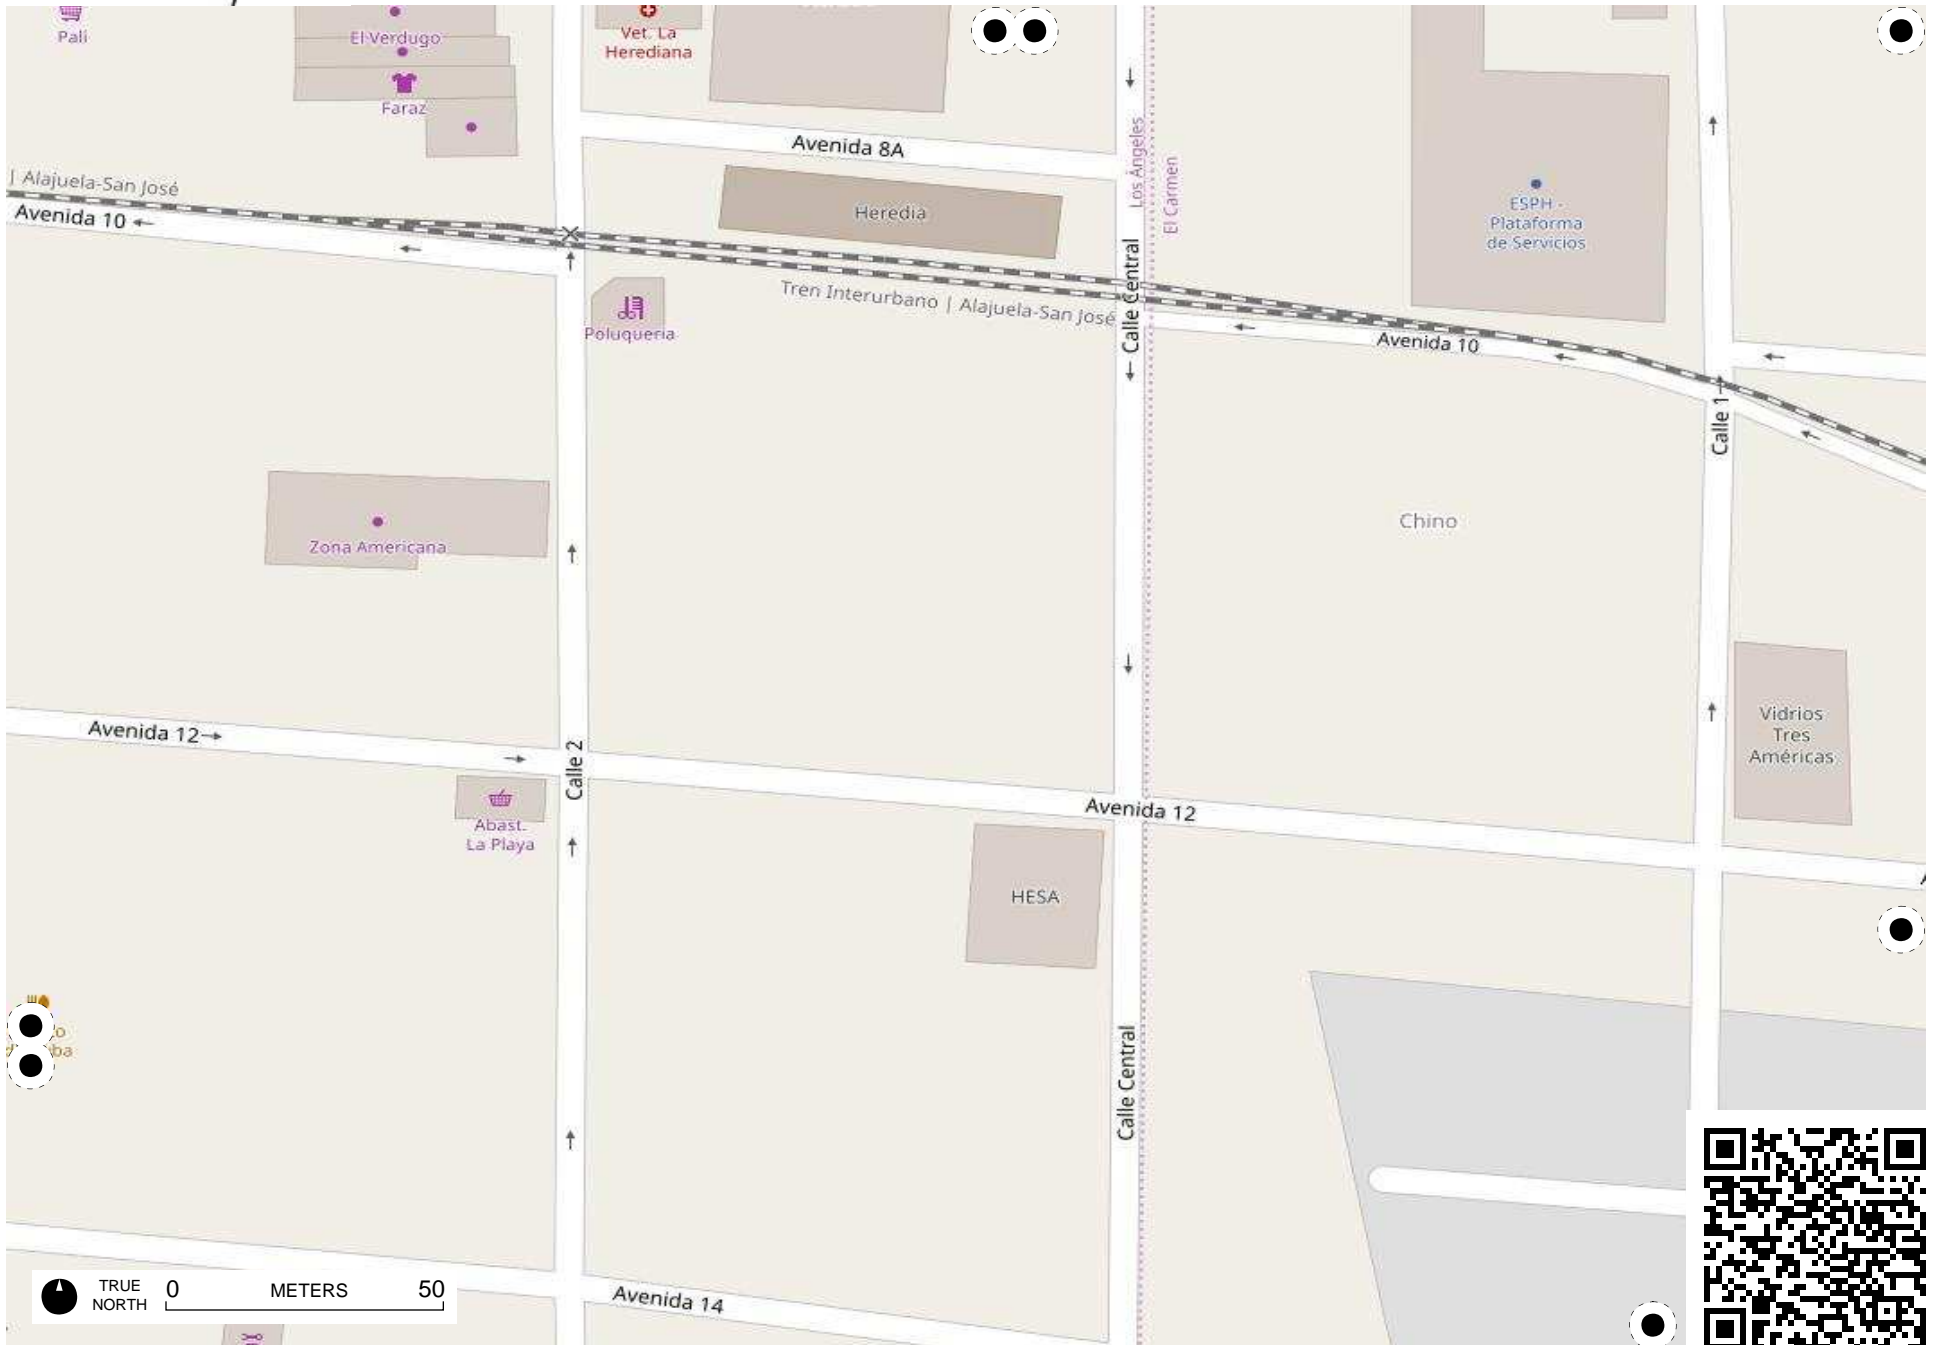 Palí
El Verdugo
Faraz
Vet. La
Herediana
Avenida 8A
Los Ángeles
El Carmen
ESPH -
Plataforma
de Servicios
| Alajuela-San José
Avenida 10
Heredia
Tren Interurbano | Alajuela-San José
Calle Central
Avenida 10
Poluqueria
Calle 1
Zona Americana
Chino
Vidrios
Tres
Américas
Avenida 12
Calle 2
Avenida 12
Abast.
La Playa
HESA
Calle Central
Avenida 14
TRUE
NORTH
0 METERS 50